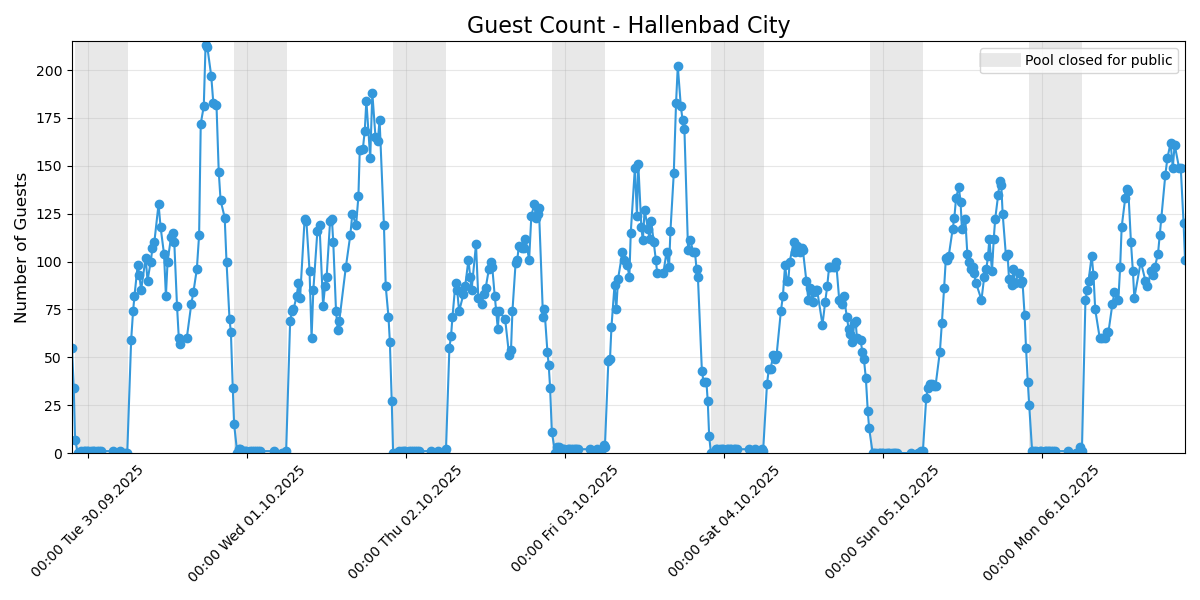 Guest Count - Hallenbad City
Pool closed for public
Number of Guests
200
175
150
125
100
75
50
25
0
00:00 Tue 30.09.2025
00:00 Wed 01.10.2025
00:00 Thu 02.10.2025
00:00 Fri 03.10.2025
00:00 Sat 04.10.2025
00:00 Sun 05.10.2025
00:00 Mon 06.10.2025